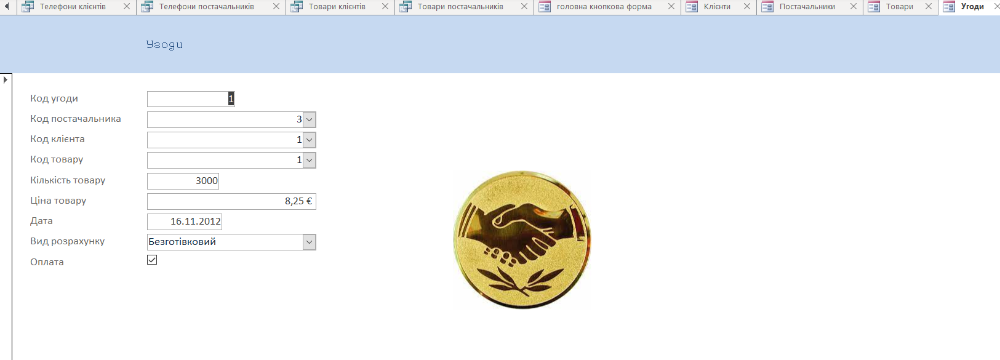 Телефони клієнтів Телефони постачальників Товари клієнтів Товари постачальників головна кнопкова форма Клієнти Постачальники Товари Угоди
Угоди
Код угоди 1
Код постачальника 3
Код клієнта 1
Код товару 1
Кількість товару 3000
Ціна товару 8,25 €
Дата 16.11.2012
Вид розрахунку Безготівковий
Оплата